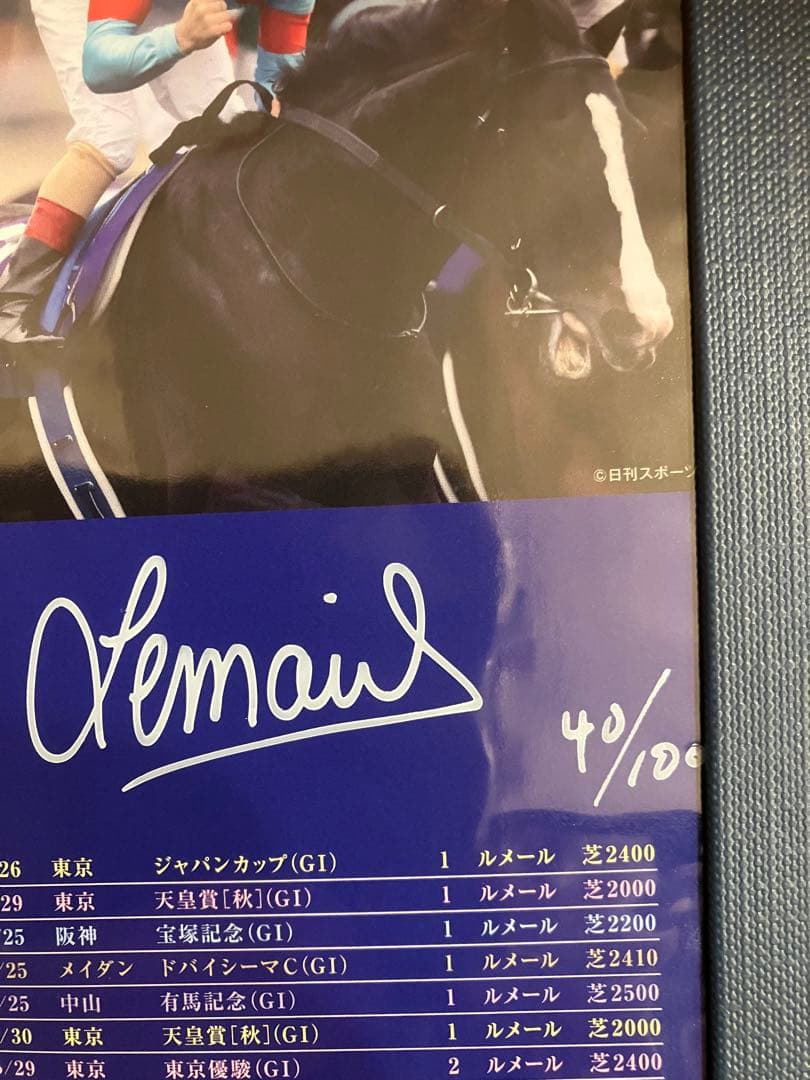 ©日刊スポーツ
Lemaire
40/100
26 東京 ジャパンカップ(GI) 1 ルメール 芝2400
29 東京 天皇賞[秋](GI) 1 ルメール 芝2000
/25 阪神 宝塚記念(GI) 1 ルメール 芝2200
/25 メイダン ドバイシーマC(GI) 1 ルメール 芝2410
/25 中山 有馬記念(GI) 1 ルメール 芝2500
/30 東京 天皇賞[秋](GI) 1 ルメール 芝2000
/29 東京 東京優駿(GI) 2 ルメール 芝2400